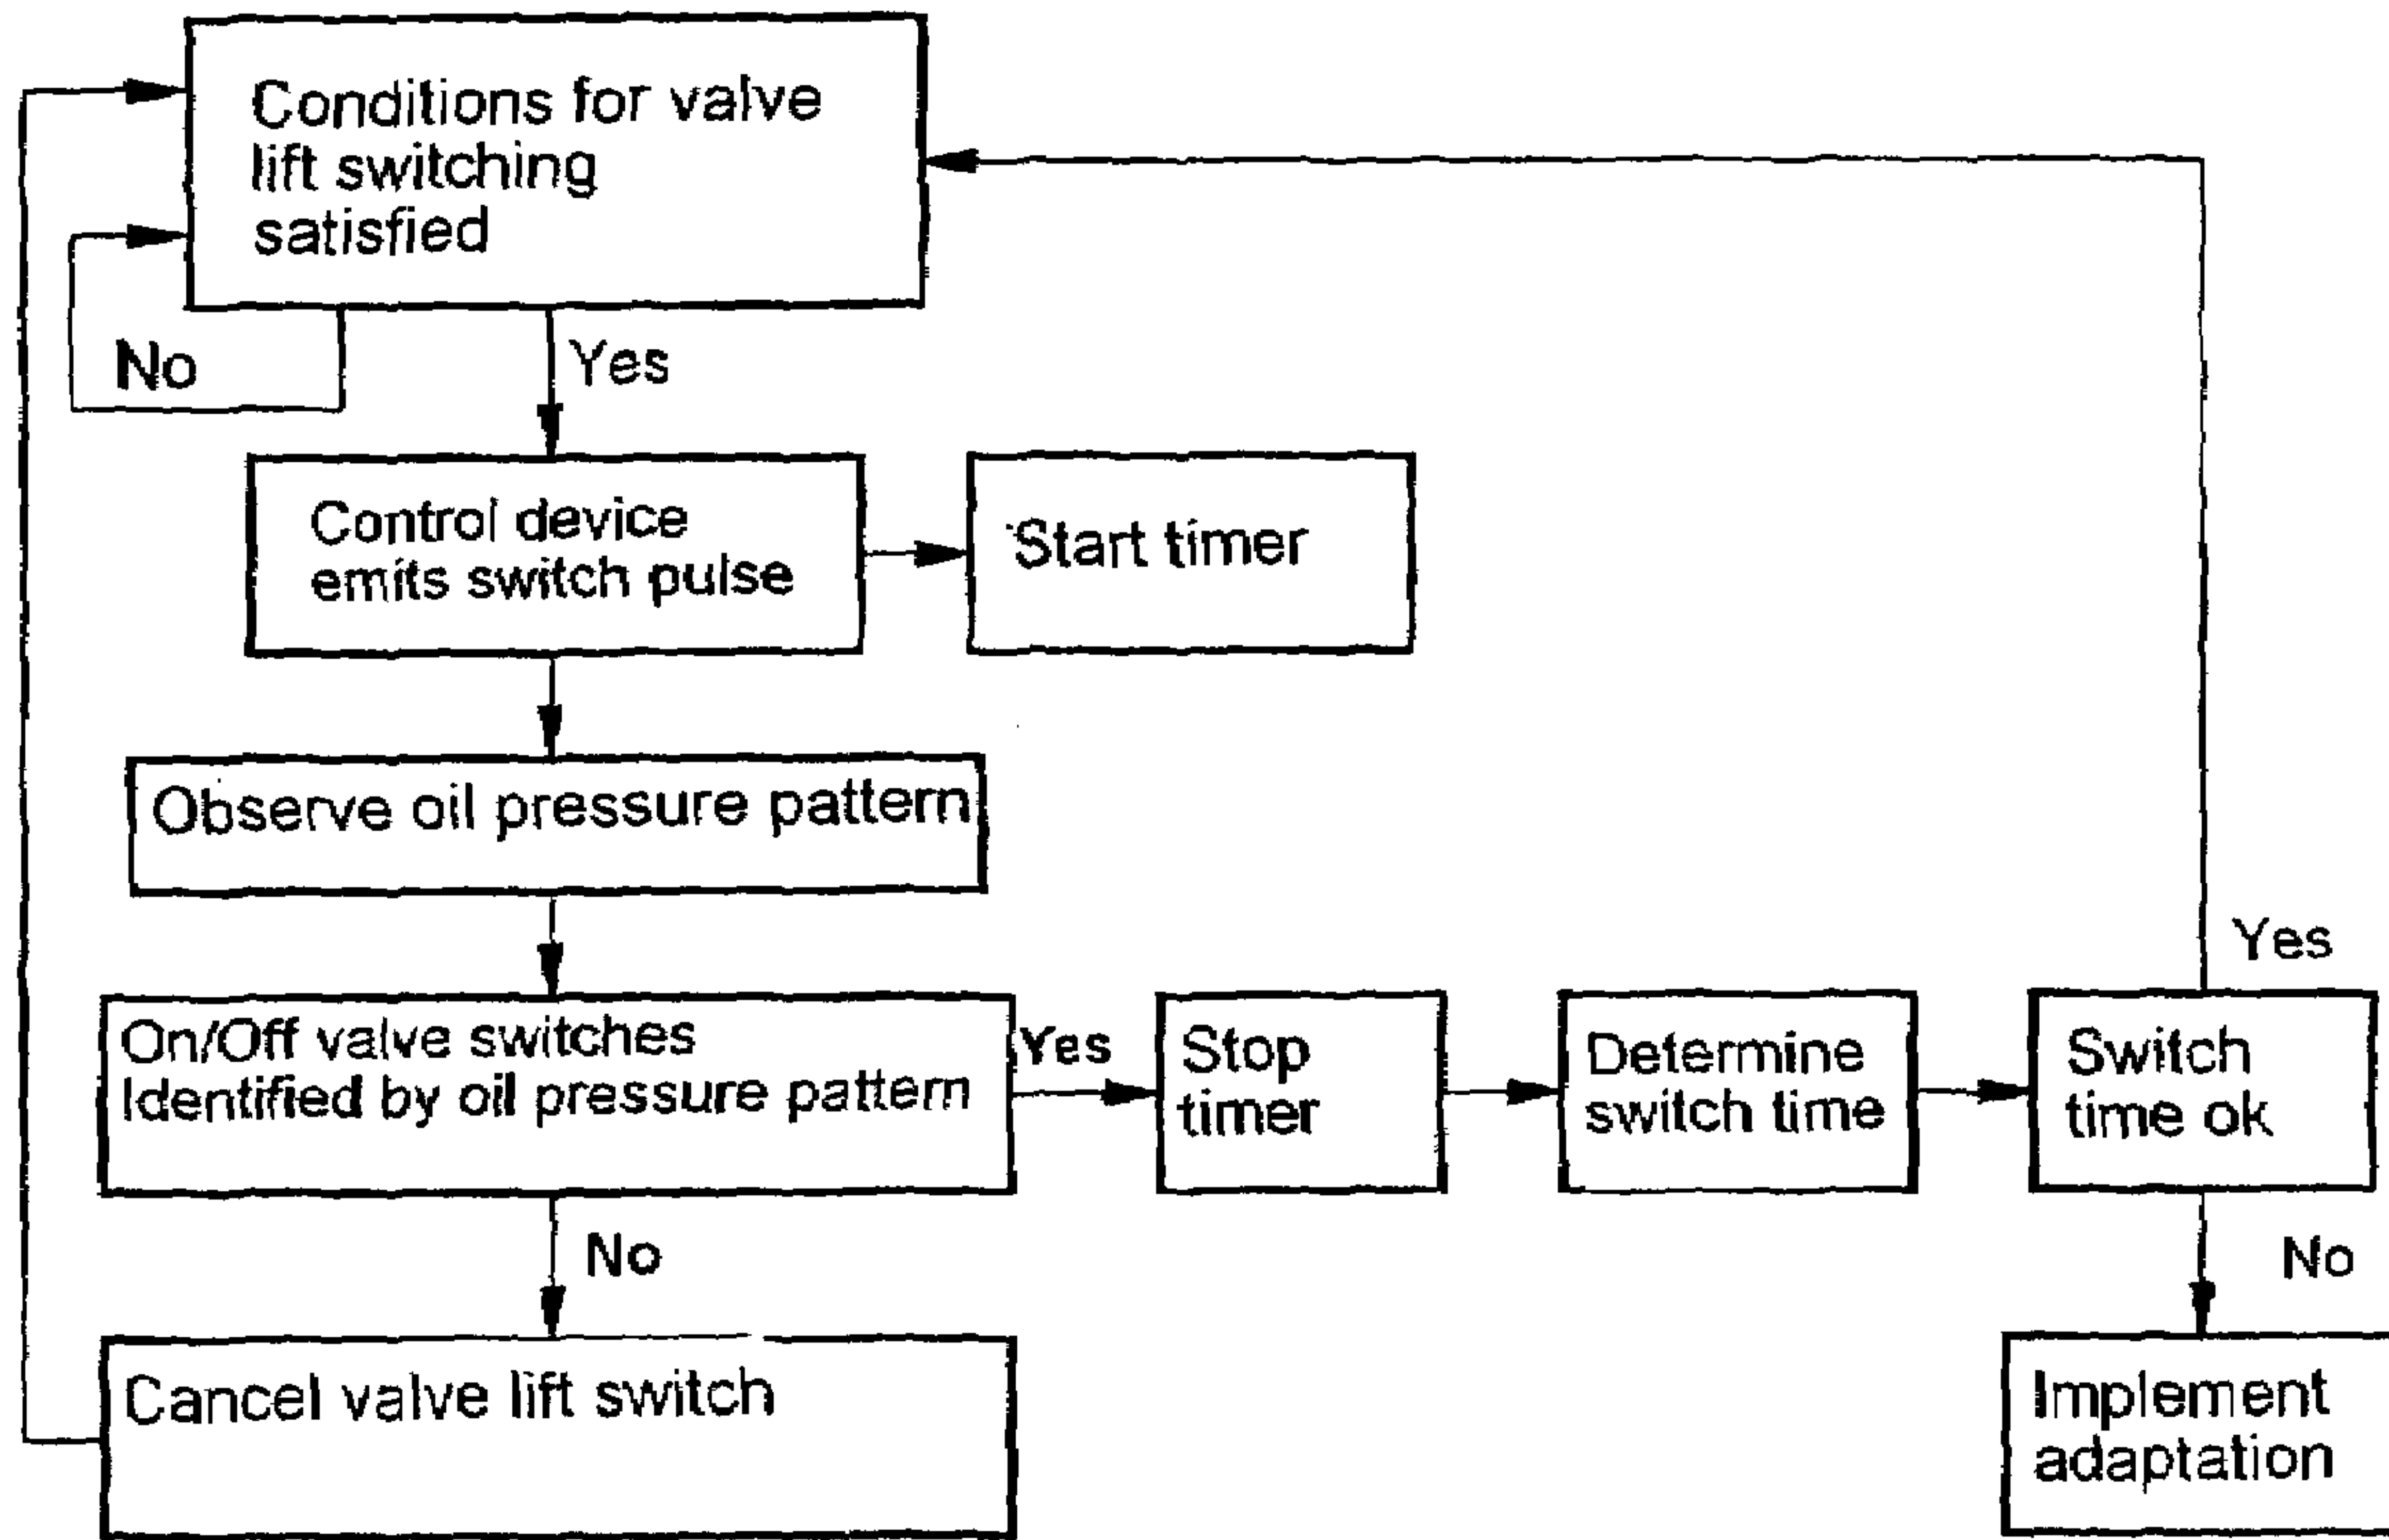 Conditions for valve
lift switching
satisfied
No
Yes
Control device
emits switch pulse
Start timer
Observe oil pressure pattern
On/Off valve switches
Identified by oil pressure pattern
Yes
Stop
timer
Determine
switch time
Switch
time ok
Yes
No
Cancel valve lift switch
No
Implement
adaptation